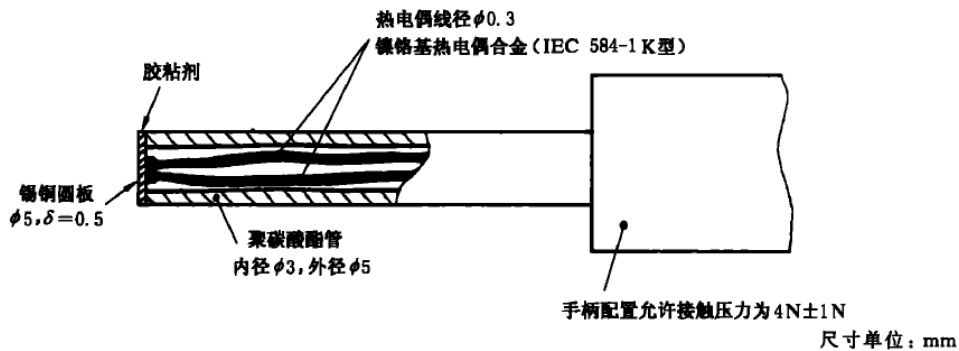 热电偶线径ϕ0.3
镍铬基热电偶合金(IEC 584-1K型)
胶粘剂
锡铜圆板
ϕ5,δ=0.5
聚碳酸酯管
内径ϕ3,外径ϕ5
手柄配置允许接触压力为4N±1N
尺寸单位:mm